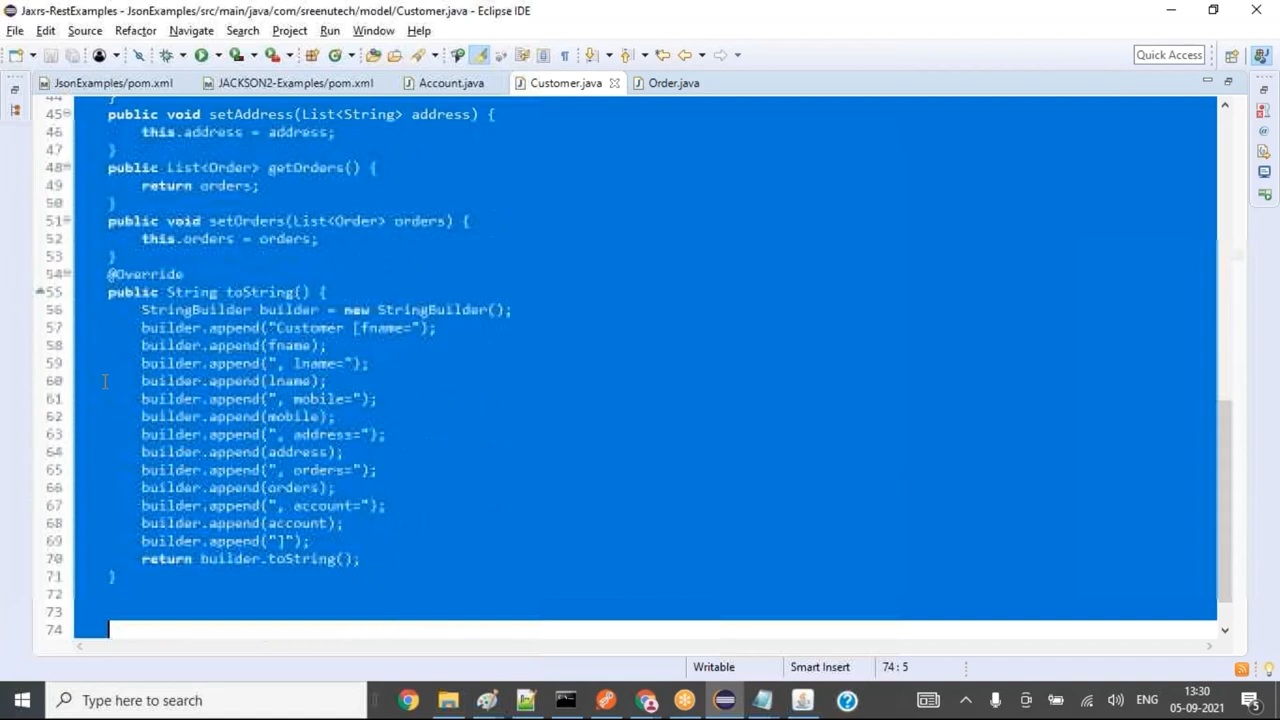 Jaxrs-RestExamples - JsonExamples/src/main/java/com/sreenutech/model/Customer.java - Eclipse IDE
File Edit Source Refactor Navigate Search Project Run Window Help
Quick Access
JsonExamples/pom.xml JACKSON2-Examples/pom.xml Account.java Customer.java Order.java
44 }
45 public void setAddress(List<String> address) {
46 this.address = address;
47 }
48 public List<Order> getOrders() {
49 return orders;
50 }
51 public void setOrders(List<Order> orders) {
52 this.orders = orders;
53 }
54 @Override
55 public String toString() {
56 StringBuilder builder = new StringBuilder();
57 builder.append("Customer [fname=");
58 builder.append(fname);
59 builder.append(", lname=");
60 builder.append(lname);
61 builder.append(", mobile=");
62 builder.append(mobile);
63 builder.append(", address=");
64 builder.append(address);
65 builder.append(", orders=");
66 builder.append(orders);
67 builder.append(", account=");
68 builder.append(account);
69 builder.append("]");
70 return builder.toString();
71 }
72
73
74
Writable Smart Insert 74 : 5
Type here to search
ENG
13:30
05-09-2021
5